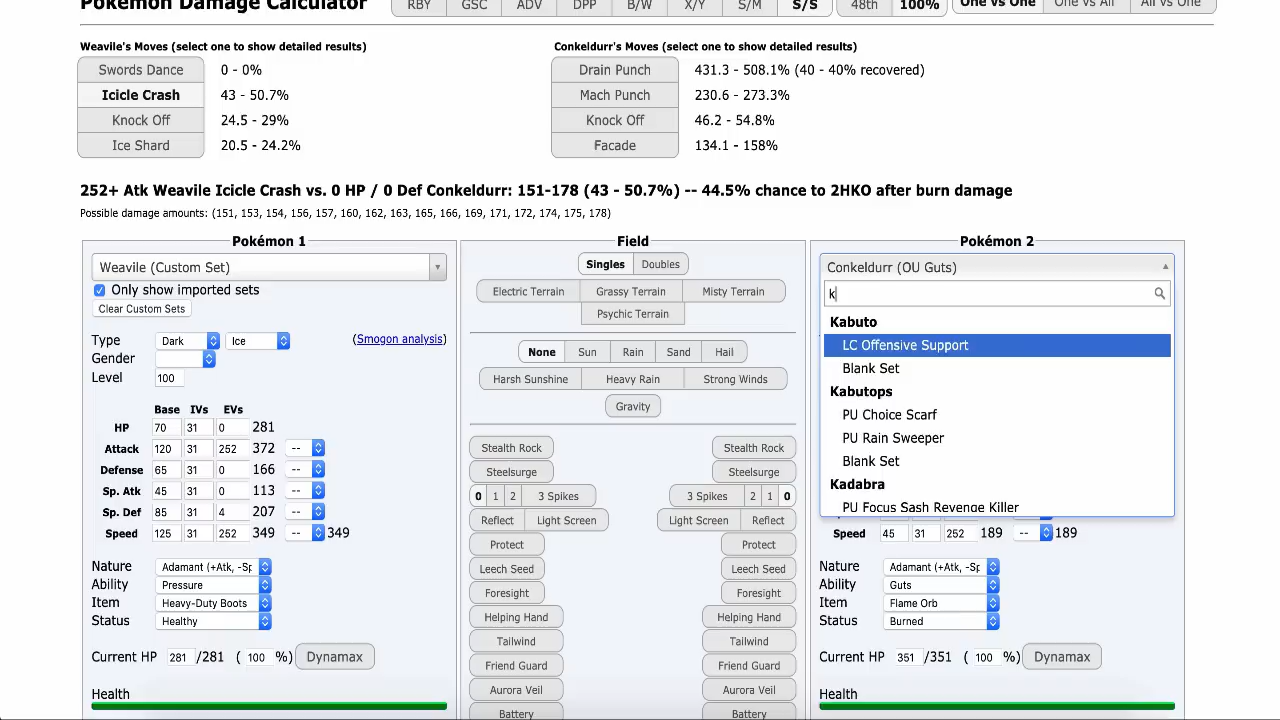 Pokémon Damage Calculator
RBY GSC ADV DPP B/W X/Y S/M S/S 48th 100% One vs One One vs All All vs One
Weavile's Moves (select one to show detailed results)
Swords Dance 0 - 0%
Icicle Crash 43 - 50.7%
Knock Off 24.5 - 29%
Ice Shard 20.5 - 24.2%
Conkeldurr's Moves (select one to show detailed results)
Drain Punch 431.3 - 508.1% (40 - 40% recovered)
Mach Punch 230.6 - 273.3%
Knock Off 46.2 - 54.8%
Facade 134.1 - 158%
252+ Atk Weavile Icicle Crash vs. 0 HP / 0 Def Conkeldurr: 151-178 (43 - 50.7%) -- 44.5% chance to 2HKO after burn damage
Possible damage amounts: (151, 153, 154, 156, 157, 160, 162, 163, 165, 166, 169, 171, 172, 174, 175, 178)
Pokémon 1
Weavile (Custom Set)
Only show imported sets
Clear Custom Sets
Type Dark Ice (Smogon analysis)
Gender
Level 100
Base IVs EVs
HP 70 31 0 281
Attack 120 31 252 372 --
Defense 65 31 0 166 --
Sp. Atk 45 31 0 113 --
Sp. Def 85 31 4 207 --
Speed 125 31 252 349 -- 349
Nature Adamant (+Atk, -Sp
Ability Pressure
Item Heavy-Duty Boots
Status Healthy
Current HP 281 /281 ( 100 %) Dynamax
Health
Field
Singles Doubles
Electric Terrain Grassy Terrain Misty Terrain
Psychic Terrain
None Sun Rain Sand Hail
Harsh Sunshine Heavy Rain Strong Winds
Gravity
Stealth Rock Stealth Rock
Steelsurge Steelsurge
0 1 2 3 Spikes 3 Spikes 2 1 0
Reflect Light Screen Light Screen Reflect
Protect Protect
Leech Seed Leech Seed
Foresight Foresight
Helping Hand Helping Hand
Tailwind Tailwind
Friend Guard Friend Guard
Aurora Veil Aurora Veil
Battery Battery
Pokémon 2
Conkeldurr (OU Guts)
k
Kabuto
LC Offensive Support
Blank Set
Kabutops
PU Choice Scarf
PU Rain Sweeper
Blank Set
Kadabra
PU Focus Sash Revenge Killer
Speed 45 31 252 189 -- 189
Nature Adamant (+Atk, -Sp
Ability Guts
Item Flame Orb
Status Burned
Current HP 351 /351 ( 100 %) Dynamax
Health